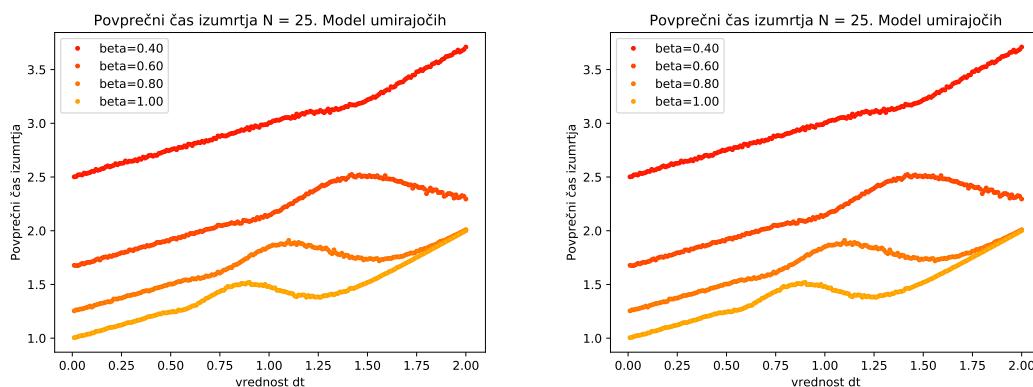 Povprečni čas izumrtja N = 25. Model umirajočih
beta=0.40
beta=0.60
beta=0.80
beta=1.00
Povprečni čas izumrtja
3.5
3.0
2.5
2.0
1.5
1.0
0.00 0.25 0.50 0.75 1.00 1.25 1.50 1.75 2.00
vrednost dt
Povprečni čas izumrtja N = 25. Model umirajočih
beta=0.40
beta=0.60
beta=0.80
beta=1.00
Povprečni čas izumrtja
3.5
3.0
2.5
2.0
1.5
1.0
0.00 0.25 0.50 0.75 1.00 1.25 1.50 1.75 2.00
vrednost dt